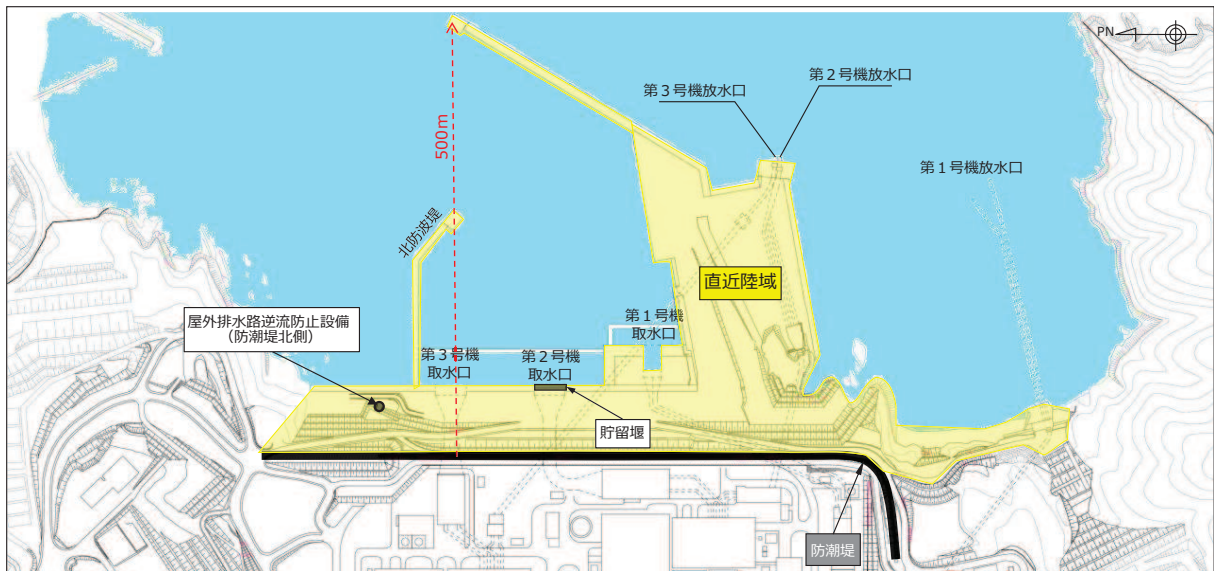 PN
第2号機放水口
第3号機放水口
500m
第1号機放水口
北防波堤
直近陸域
屋外排水路逆流防止設備
(防潮堤北側)
第1号機
取水口
第3号機
取水口
第2号機
取水口
貯留堰
防潮堤